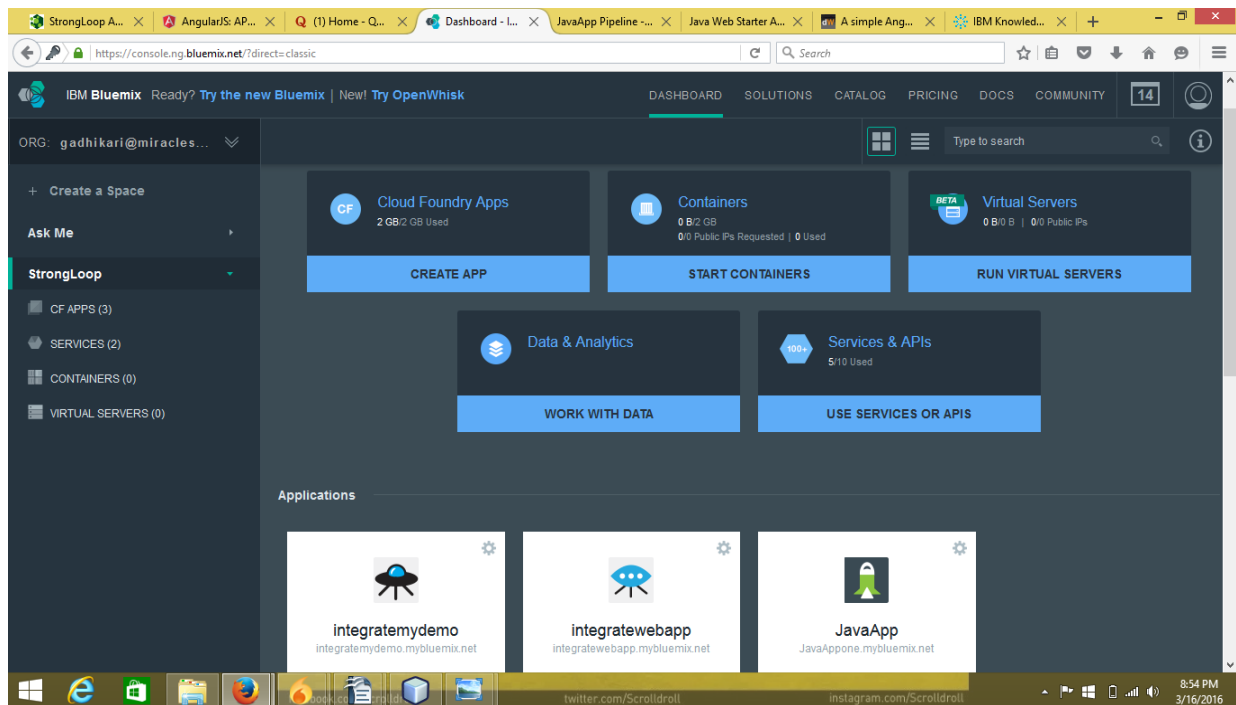 StrongLoop A... AngularJS: AP... Q (1) Home - Q... Dashboard - I... JavaApp Pipeline -... Java Web Starter A... dW A simple Ang... IBM Knowled...
https://console.ng.bluemix.net/?direct=classic Search
IBM Bluemix Ready? Try the new Bluemix | New! Try OpenWhisk DASHBOARD SOLUTIONS CATALOG PRICING DOCS COMMUNITY 14
ORG: gadhikari@miracles... Type to search
+ Create a Space
Ask Me
StrongLoop
CF APPS (3)
SERVICES (2)
CONTAINERS (0)
VIRTUAL SERVERS (0)
CF Cloud Foundry Apps
2 GB/2 GB Used
CREATE APP
Containers
0 B/2 GB
0/0 Public IPs Requested | 0 Used
START CONTAINERS
BETA Virtual Servers
0 B/0 B | 0/0 Public IPs
RUN VIRTUAL SERVERS
Data & Analytics
WORK WITH DATA
100+ Services & APIs
5/10 Used
USE SERVICES OR APIS
Applications
integratemydemo
integratemydemo.mybluemix.net
integratewebapp
integratewebapp.mybluemix.net
JavaApp
JavaAppone.mybluemix.net
twitter.com/Scrolldroll instagram.com/Scrolldroll
8:54 PM
3/16/2016